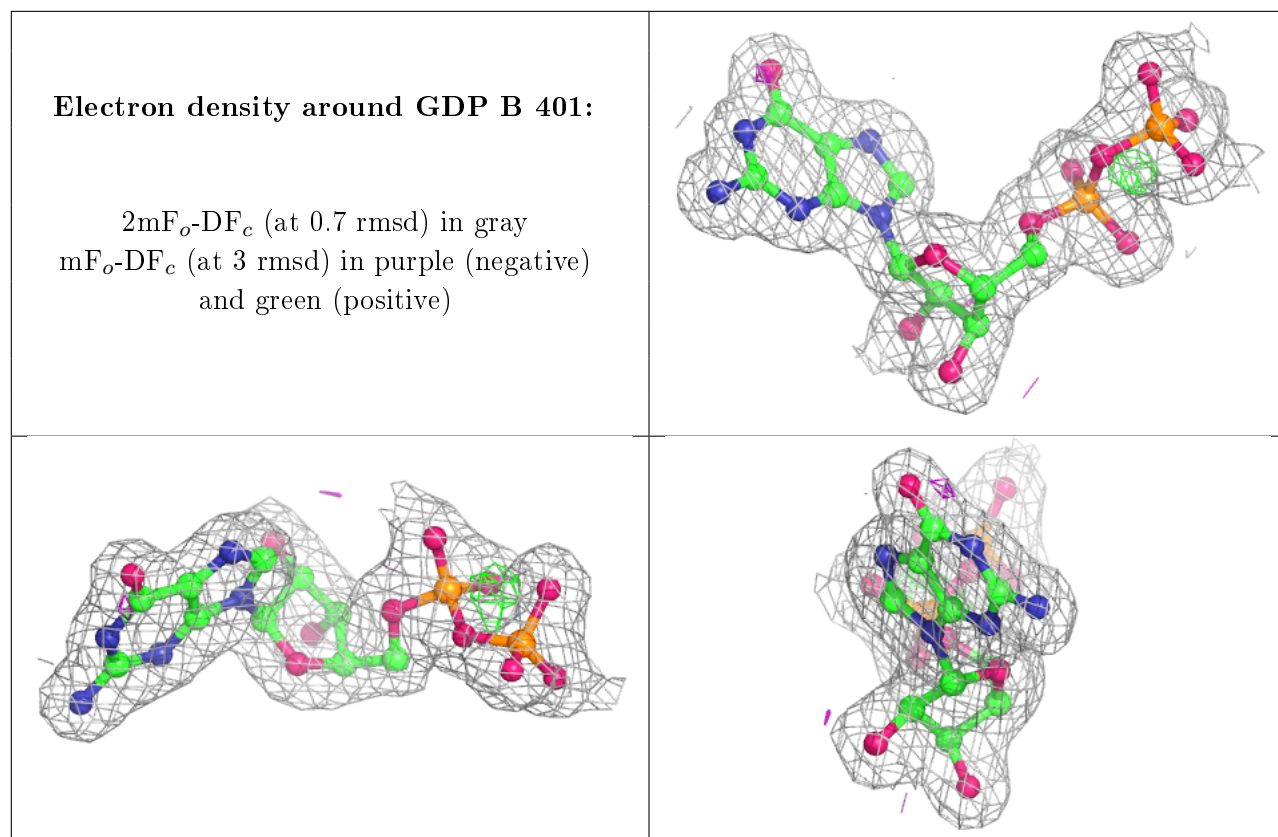 Electron density around GDP B 401:
2mFo-DFc (at 0.7 rmsd) in gray
mFo-DFc (at 3 rmsd) in purple (negative)
and green (positive)